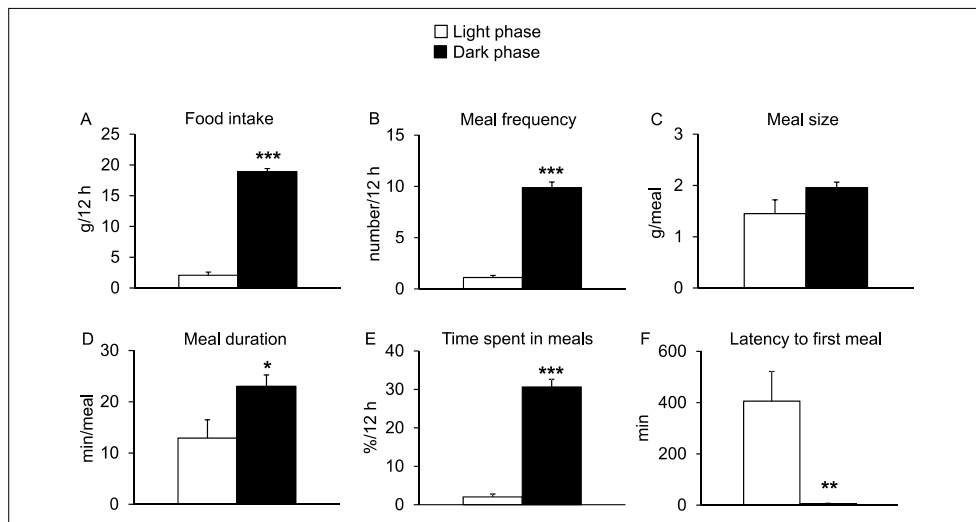 Light phase
Dark phase
A Food intake
g/12 h
25
20
15
10
5
0
***
B Meal frequency
number/12 h
15
10
5
0
***
C Meal size
g/meal
3
2
1
0
D Meal duration
min/meal
30
20
10
0
*
E Time spent in meals
%/12 h
40
30
20
10
0
***
F Latency to first meal
min
600
400
200
0
**